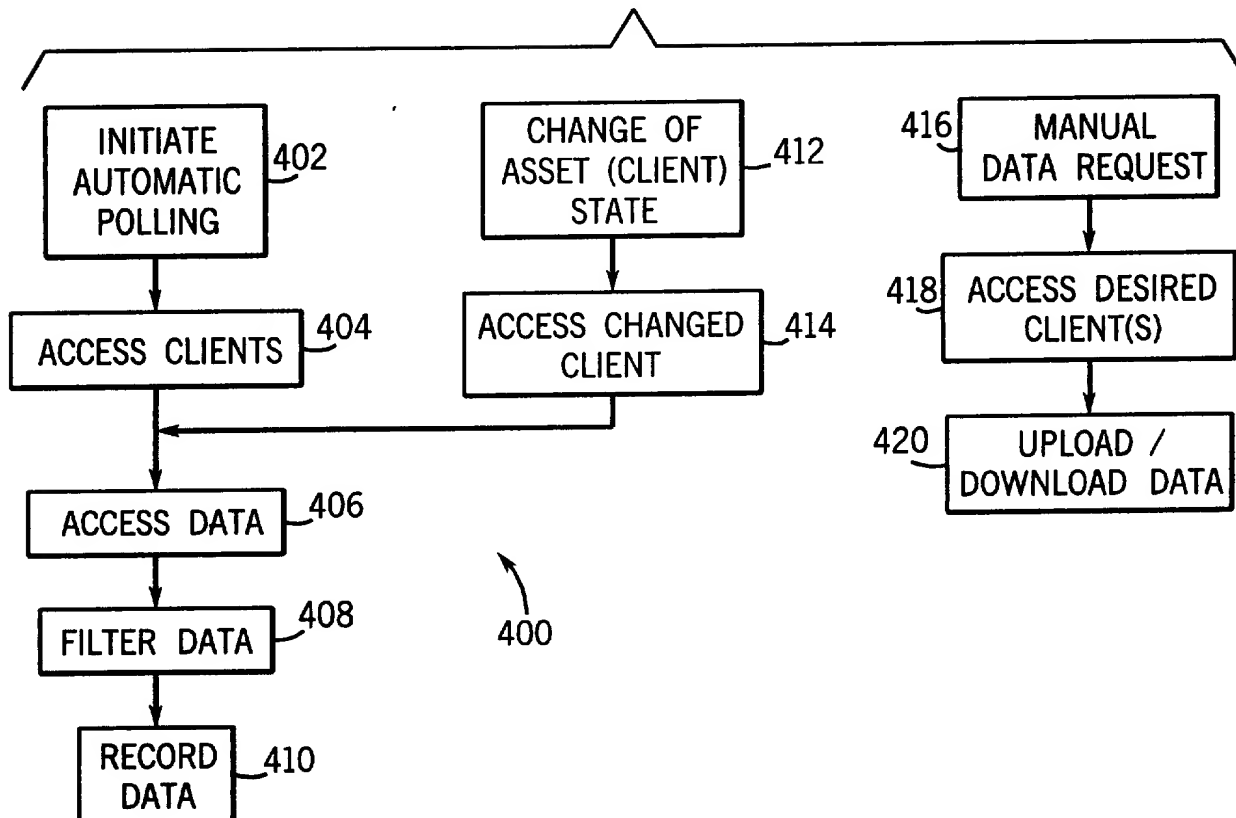 INITIATE
AUTOMATIC
POLLING
402
ACCESS CLIENTS
404
ACCESS DATA
406
FILTER DATA
408
RECORD
DATA
410
CHANGE OF
ASSET (CLIENT)
STATE
412
ACCESS CHANGED
CLIENT
414
400
416
MANUAL
DATA REQUEST
418
ACCESS DESIRED
CLIENT(S)
420
UPLOAD /
DOWNLOAD DATA